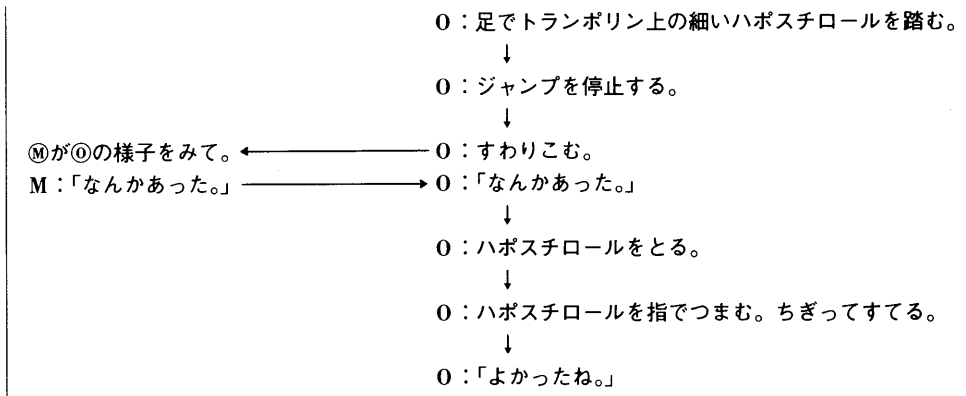 O：足でトランポリン上の細いハポスチロールを踏む。
↓
O：ジャンプを停止する。
↓
ⓂがⓄの様子をみて。← O：すわりこむ。
M：「なんかあった。」→ O：「なんかあった。」
↓
O：ハポスチロールをとる。
↓
O：ハポスチロールを指でつまむ。ちぎってすてる。
↓
O：「よかったね。」